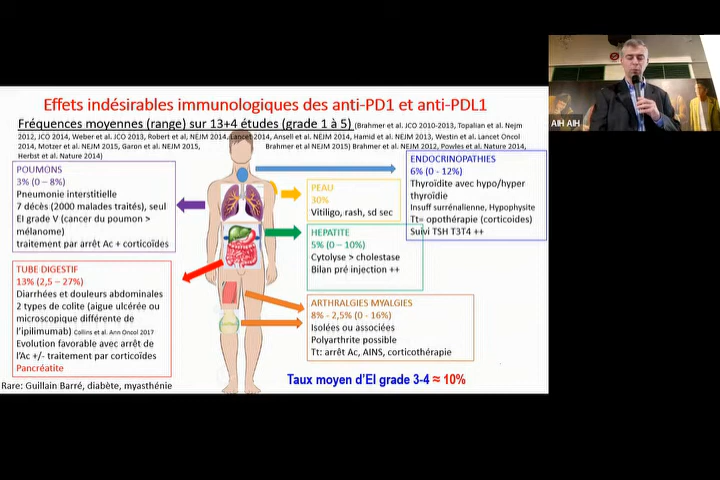 Effets indésirables immunologiques des anti-PD1 et anti-PDL1
Fréquences moyennes (range) sur 13+4 études (grade 1 à 5) (Brahmer et al. JCO 2010-2013, Topalian et al. Nejm
2012, JCO 2014, Weber et al. JCO 2013, Robert et al, NEJM 2014, Lancet 2014, Ansell et al. NEJM 2014, Hamid et al. NEJM 2013, Westin et al. Lancet Oncol
2014, Motzer et al. NEJM 2015, Garon et al. NEJM 2015, Brahmer et al NEJM 2015) Brahmer et al. NEJM 2012, Powles et al. Nature 2014,
Herbst et al. Nature 2014)
POUMONS
3% (0 – 8%)
Pneumonie interstitielle
7 décès (2000 malades traités), seul
EI grade V (cancer du poumon >
mélanome)
traitement par arrêt Ac + corticoïdes
TUBE DIGESTIF
13% (2,5 – 27%)
Diarrhées et douleurs abdominales
2 types de colite (aigue ulcérée ou
microscopique différente de
l'ipilimumab) Collins et al. Ann Oncol 2017
Evolution favorable avec arrêt de
l'Ac +/- traitement par corticoïdes
Pancréatite
Rare: Guillain Barré, diabète, myasthénie
PEAU
30%
Vitiligo, rash, sd sec
HEPATITE
5% (0 – 10%)
Cytolyse > cholestase
Bilan pré injection ++
ARTHRALGIES MYALGIES
8% - 2,5% (0 - 16%)
Isolées ou associées
Polyarthrite possible
Tt: arrêt Ac, AINS, corticothérapie
ENDOCRINOPATHIES
6% (0 - 12%)
Thyroïdite avec hypo/hyper
thyroïdie
Insuff surrénalienne, Hypophysite
Tt= opothérapie (corticoides)
Suivi TSH T3T4 ++
Taux moyen d'EI grade 3-4 ≈ 10%
AIH AIH